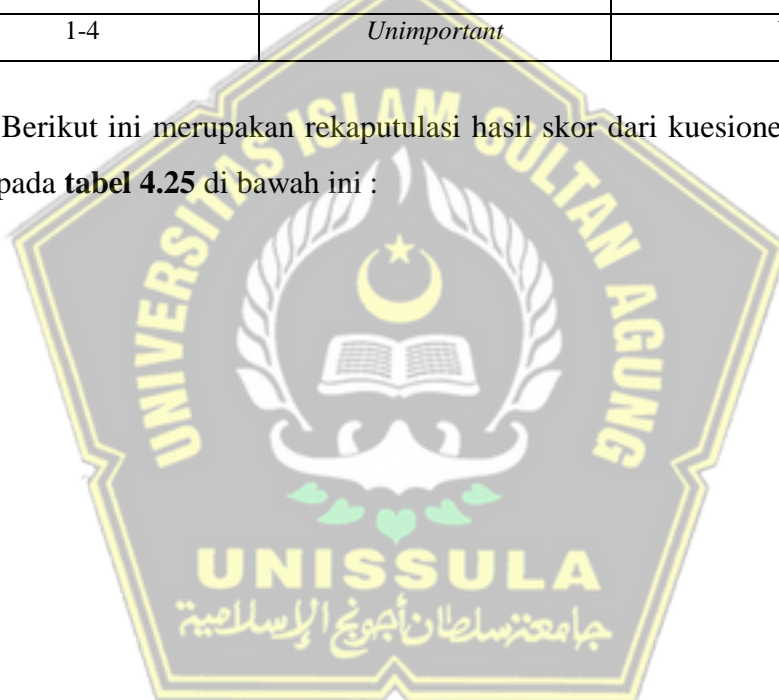 1-4 Unimportant
Berikut ini merupakan rekaputulasi hasil skor dari
pada tabel 4.25 di bawah ini :
UNIVERSITAS ISLAM SULTAN AGUNG
UNISSULA
جامعة سلطان أجونج الإسلامية